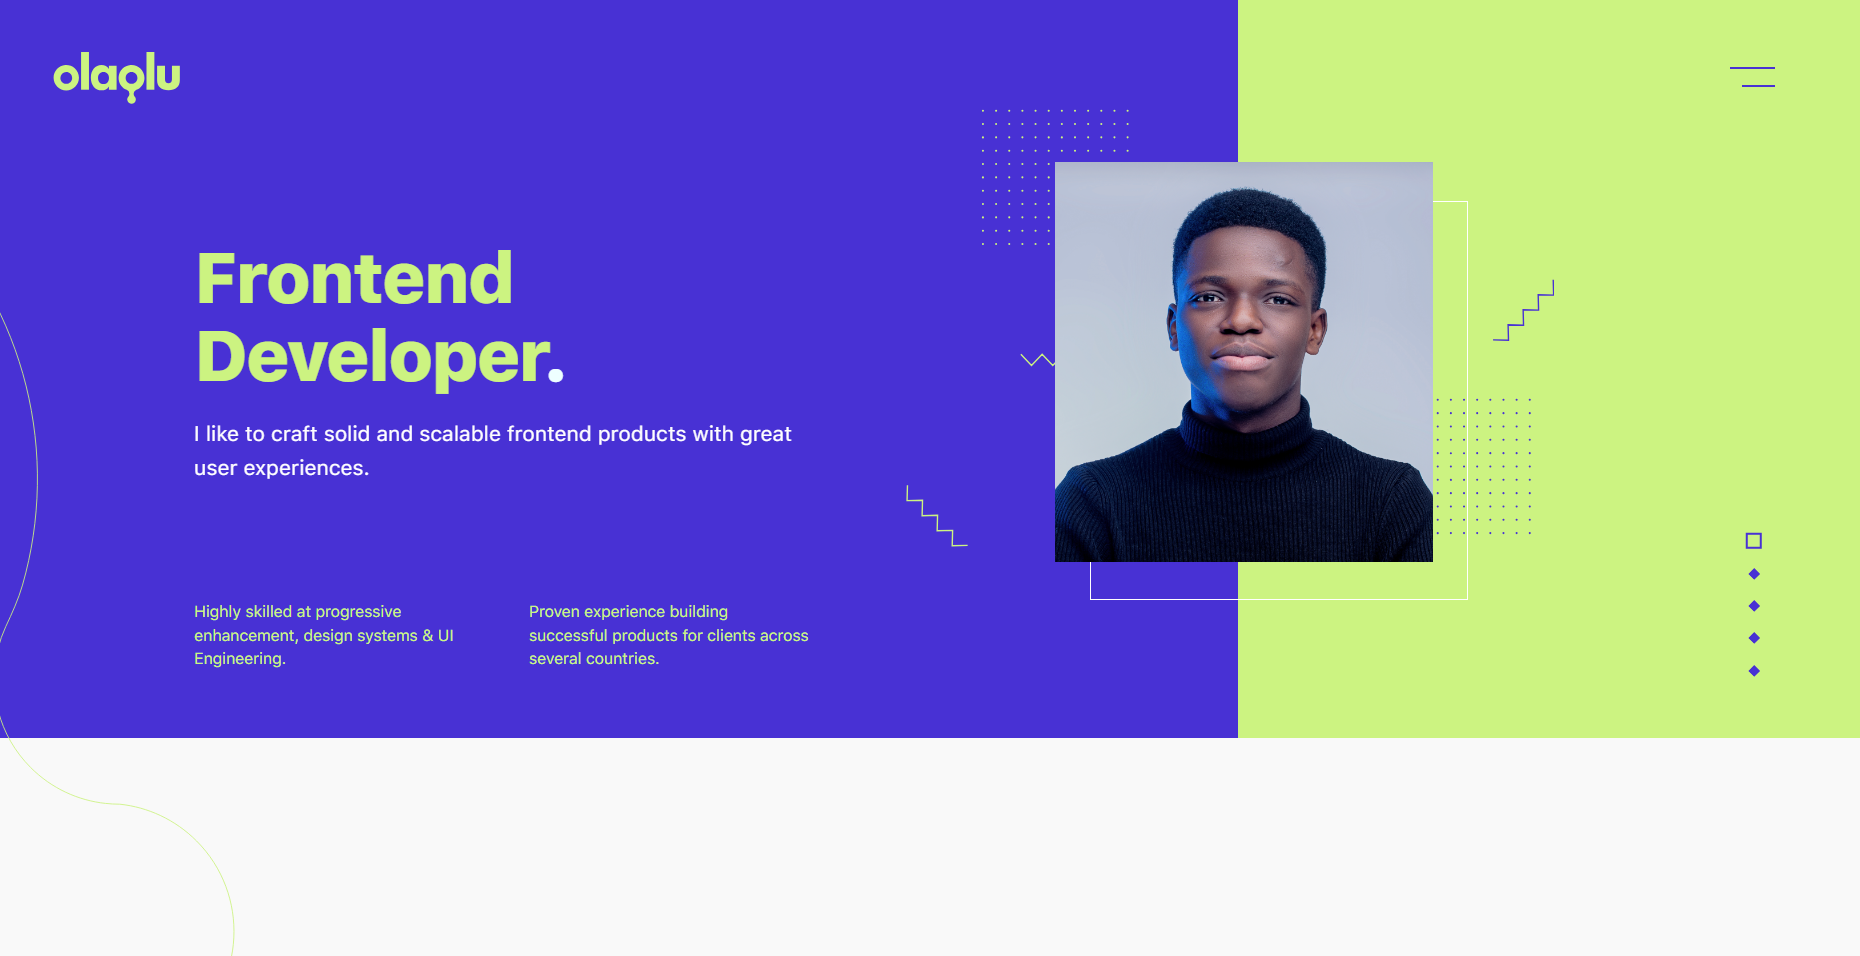 olaolu
Frontend
Developer.
I like to craft solid and scalable frontend products with great
user experiences.
Highly skilled at progressive
enhancement, design systems & UI
Engineering.
Proven experience building
successful products for clients across
several countries.